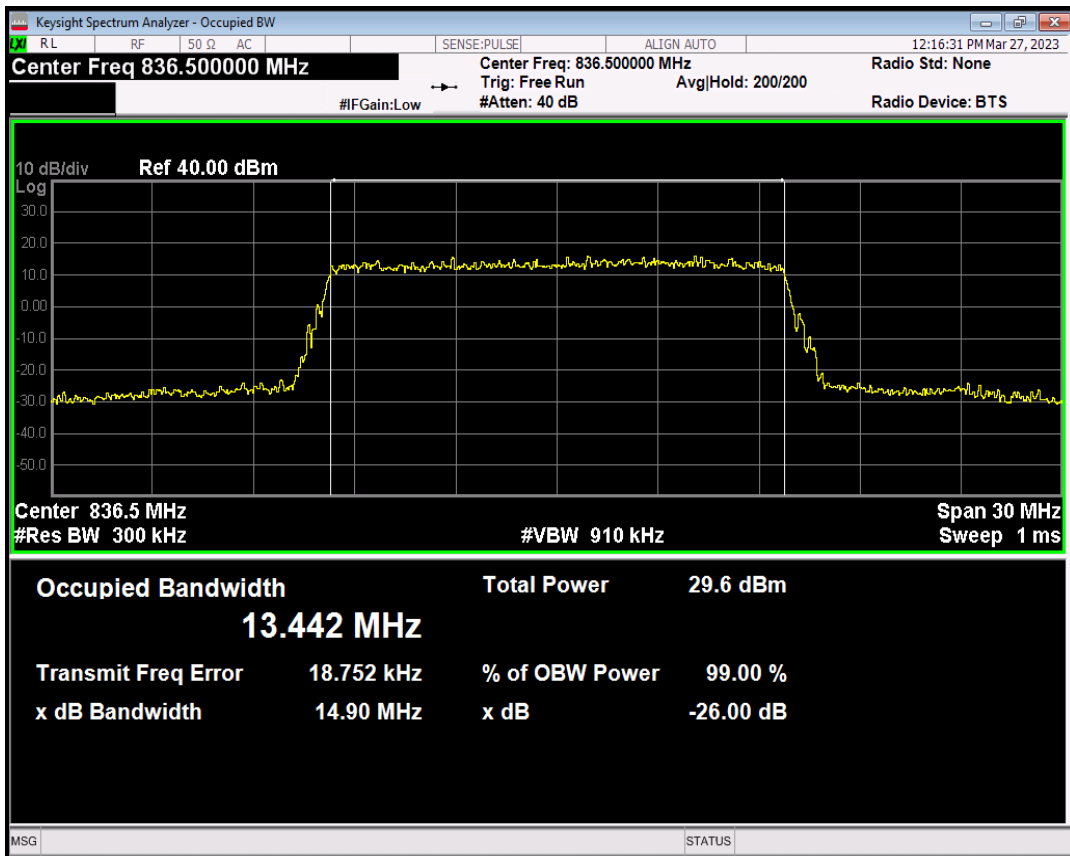 Keysight Spectrum Analyzer - Occupied BW
LXI RL RF 50 Ω AC SENSE:PULSE ALIGN AUTO 12:16:31 PM Mar 27, 2023
Center Freq 836.500000 MHz Center Freq: 836.500000 MHz Radio Std: None
Trig: Free Run Avg|Hold: 200/200
#IFGain:Low #Atten: 40 dB Radio Device: BTS
10 dB/div Ref 40.00 dBm
Log
30.0
20.0
10.0
0.00
-10.0
-20.0
-30.0
-40.0
-50.0
Center 836.5 MHz Span 30 MHz
#Res BW 300 kHz #VBW 910 kHz Sweep 1 ms
Occupied Bandwidth Total Power 29.6 dBm
13.442 MHz
Transmit Freq Error 18.752 kHz % of OBW Power 99.00 %
x dB Bandwidth 14.90 MHz x dB -26.00 dB
MSG STATUS